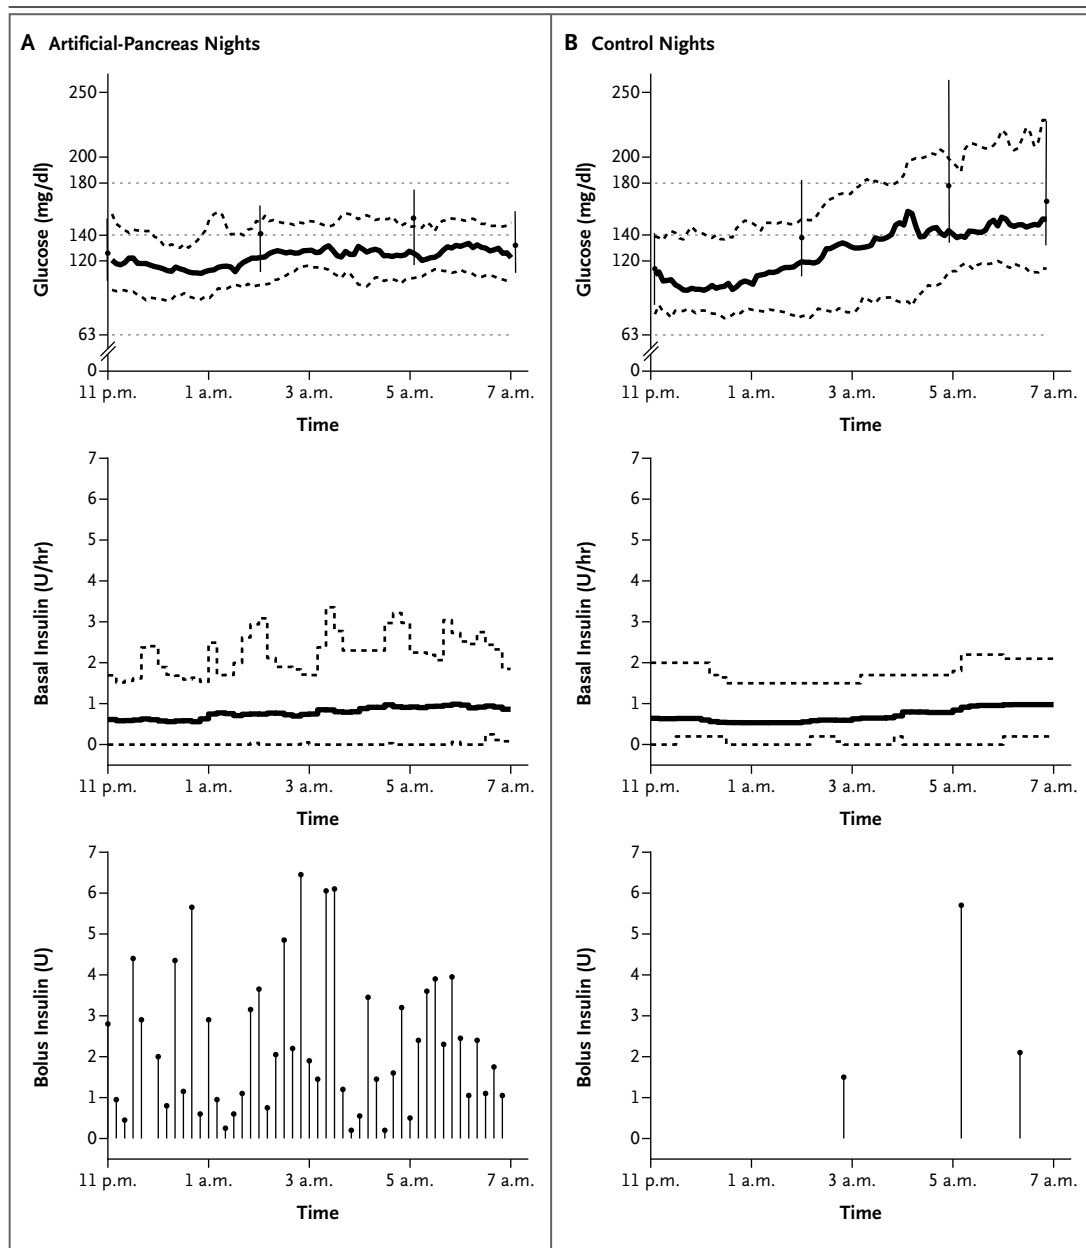 A Artificial-Pancreas Nights
250
200
180
140
120
63
0
Glucose (mg/dl)
11 p.m. 1 a.m. 3 a.m. 5 a.m. 7 a.m.
Time
7
6
5
4
3
2
1
0
Basal Insulin (U/hr)
11 p.m. 1 a.m. 3 a.m. 5 a.m. 7 a.m.
Time
7
6
5
4
3
2
1
0
Bolus Insulin (U)
11 p.m. 1 a.m. 3 a.m. 5 a.m. 7 a.m.
Time
B Control Nights
250
200
180
140
120
63
0
Glucose (mg/dl)
11 p.m. 1 a.m. 3 a.m. 5 a.m. 7 a.m.
Time
7
6
5
4
3
2
1
0
Basal Insulin (U/hr)
11 p.m. 1 a.m. 3 a.m. 5 a.m. 7 a.m.
Time
7
6
5
4
3
2
1
0
Bolus Insulin (U)
11 p.m. 1 a.m. 3 a.m. 5 a.m. 7 a.m.
Time